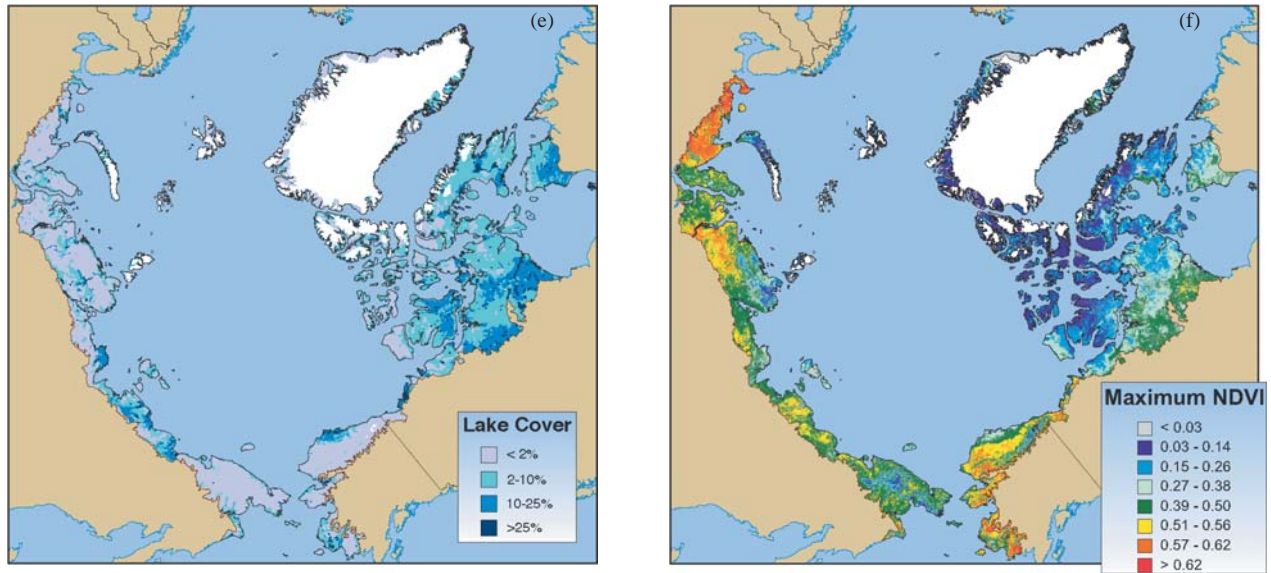 (e)
Lake Cover
< 2%
2-10%
10-25%
>25%
(f)
Maximum NDVI
< 0.03
0.03 - 0.14
0.15 - 0.26
0.27 - 0.38
0.39 - 0.50
0.51 - 0.56
0.57 - 0.62
> 0.62